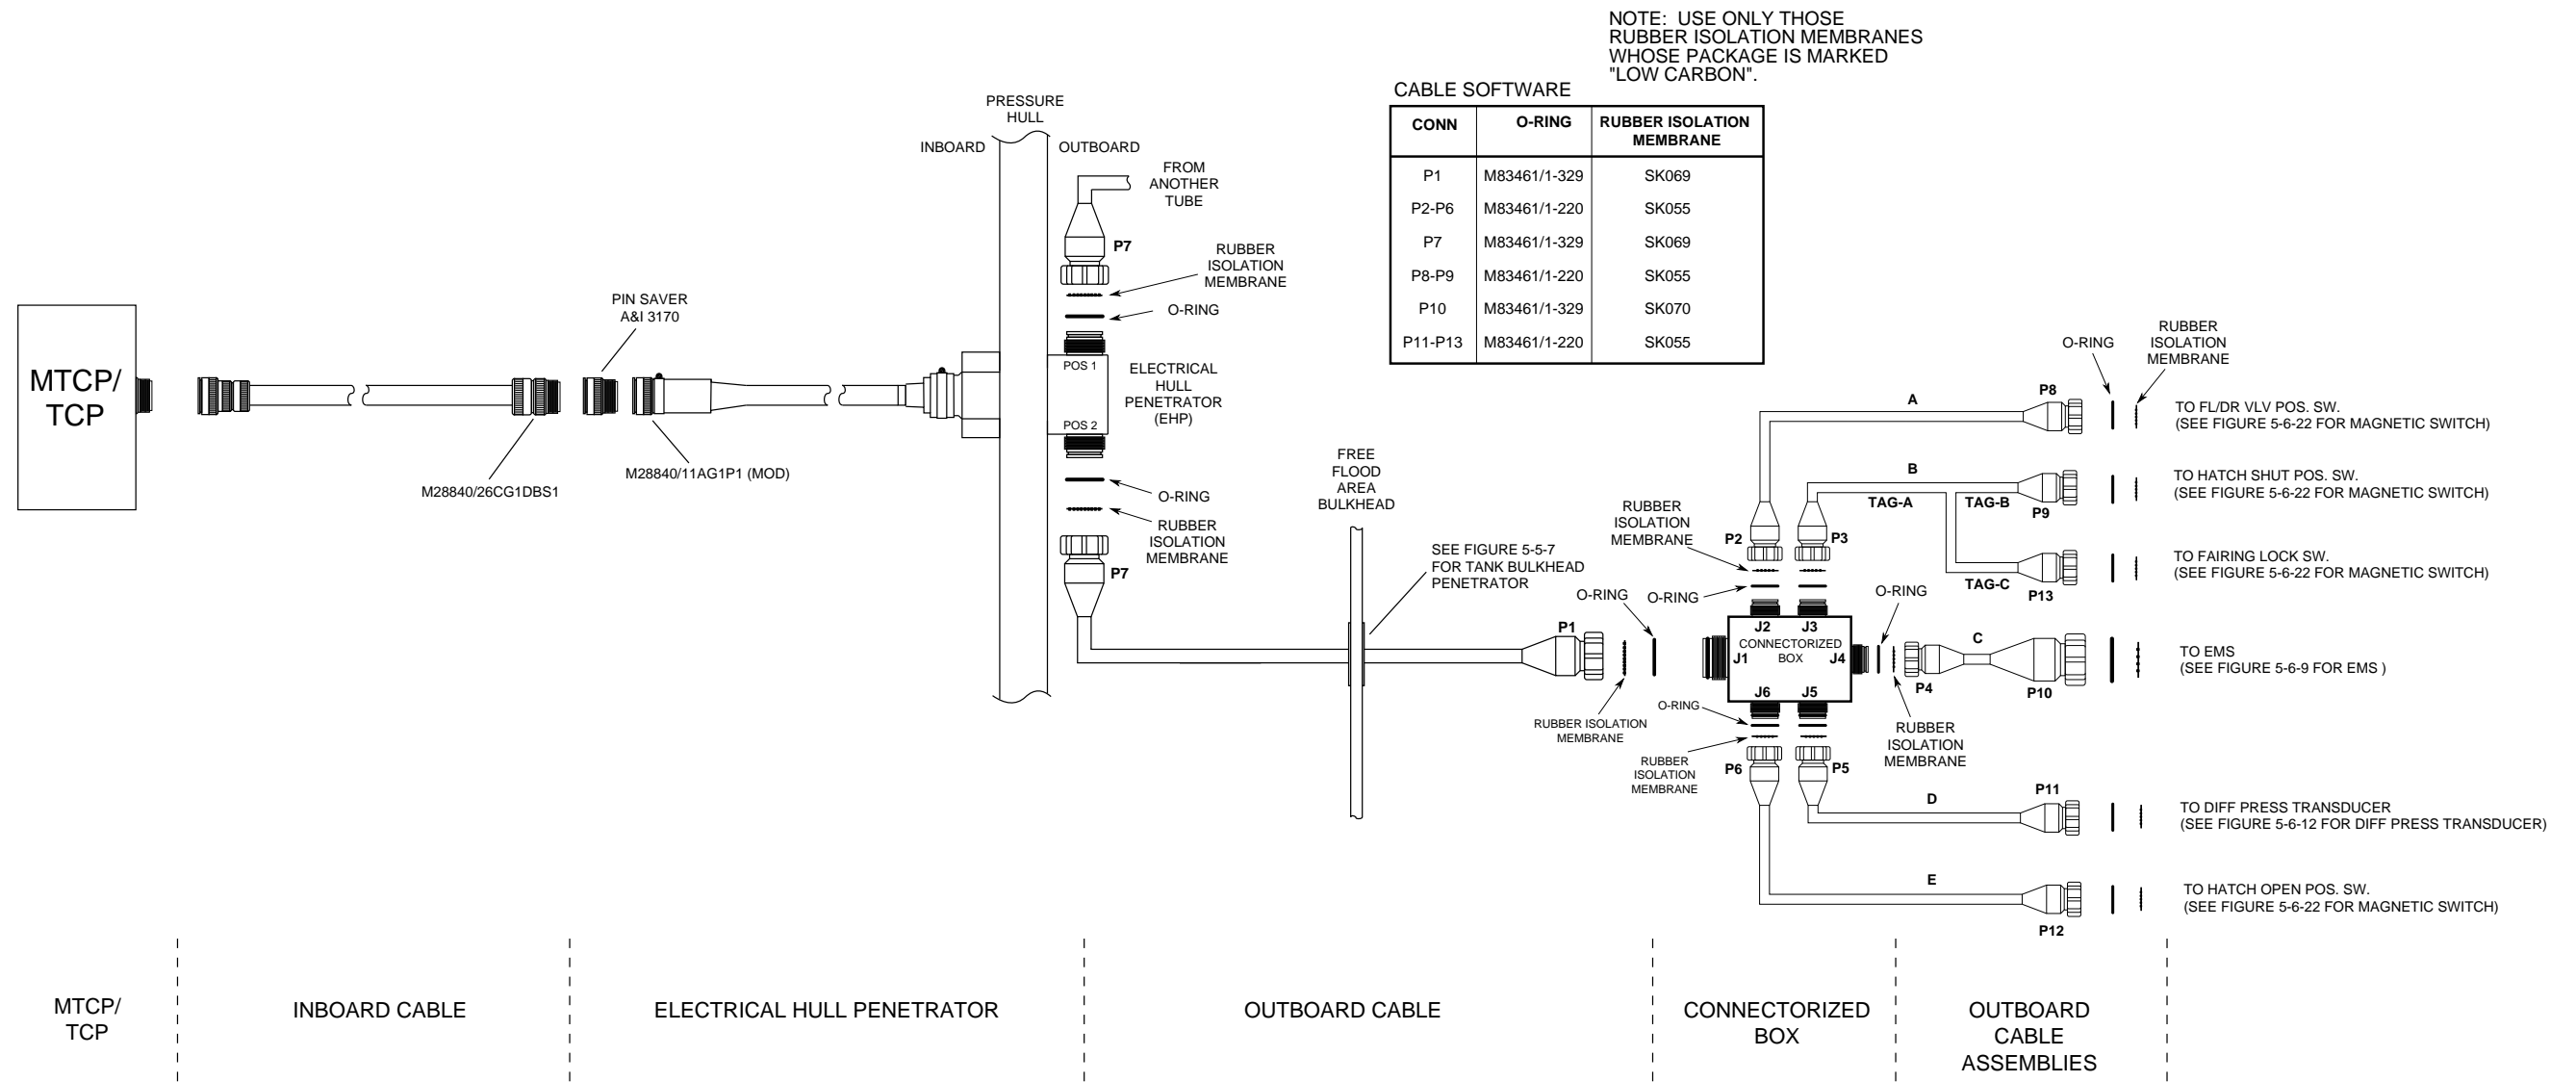 NOTE: USE ONLY THOSE
RUBBER ISOLATION MEMBRANES
WHOSE PACKAGE IS MARKED
"LOW CARBON".
CABLE SOFTWARE
CONN O-RING RUBBER ISOLATION
MEMBRANE
P1 M83461/1-329 SK069
P2-P6 M83461/1-220 SK055
P7 M83461/1-329 SK069
P8-P9 M83461/1-220 SK055
P10 M83461/1-329 SK070
P11-P13 M83461/1-220 SK055
PRESSURE
HULL
INBOARD
OUTBOARD
FROM
ANOTHER
TUBE
P7
RUBBER
ISOLATION
MEMBRANE
O-RING
POS 1
POS 2
ELECTRICAL
HULL
PENETRATOR
(EHP)
MTCP/
TCP
PIN SAVER
A&I 3170
M28840/26CG1DBS1
M28840/11AG1P1 (MOD)
O-RING
RUBBER
ISOLATION
MEMBRANE
P7
FREE
FLOOD
AREA
BULKHEAD
SEE FIGURE 5-5-7
FOR TANK BULKHEAD
PENETRATOR
O-RING
P1
RUBBER ISOLATION
MEMBRANE
RUBBER
ISOLATION
MEMBRANE
O-RING
P2
P3
J2
J3
CONNECTORIZED
BOX
J1
J4
J6
J5
O-RING
RUBBER
ISOLATION
MEMBRANE
P6
P5
O-RING
P4
RUBBER
ISOLATION
MEMBRANE
A
P8
O-RING
RUBBER
ISOLATION
MEMBRANE
TO FL/DR VLV POS. SW.
(SEE FIGURE 5-6-22 FOR MAGNETIC SWITCH)
B
TAG-A
TAG-B
P9
TO HATCH SHUT POS. SW.
(SEE FIGURE 5-6-22 FOR MAGNETIC SWITCH)
TAG-C
P13
TO FAIRING LOCK SW.
(SEE FIGURE 5-6-22 FOR MAGNETIC SWITCH)
C
P10
TO EMS
(SEE FIGURE 5-6-9 FOR EMS )
D
P11
TO DIFF PRESS TRANSDUCER
(SEE FIGURE 5-6-12 FOR DIFF PRESS TRANSDUCER)
E
P12
TO HATCH OPEN POS. SW.
(SEE FIGURE 5-6-22 FOR MAGNETIC SWITCH)
MTCP/
TCP
INBOARD CABLE
ELECTRICAL HULL PENETRATOR
OUTBOARD CABLE
CONNECTORIZED
BOX
OUTBOARD
CABLE
ASSEMBLIES